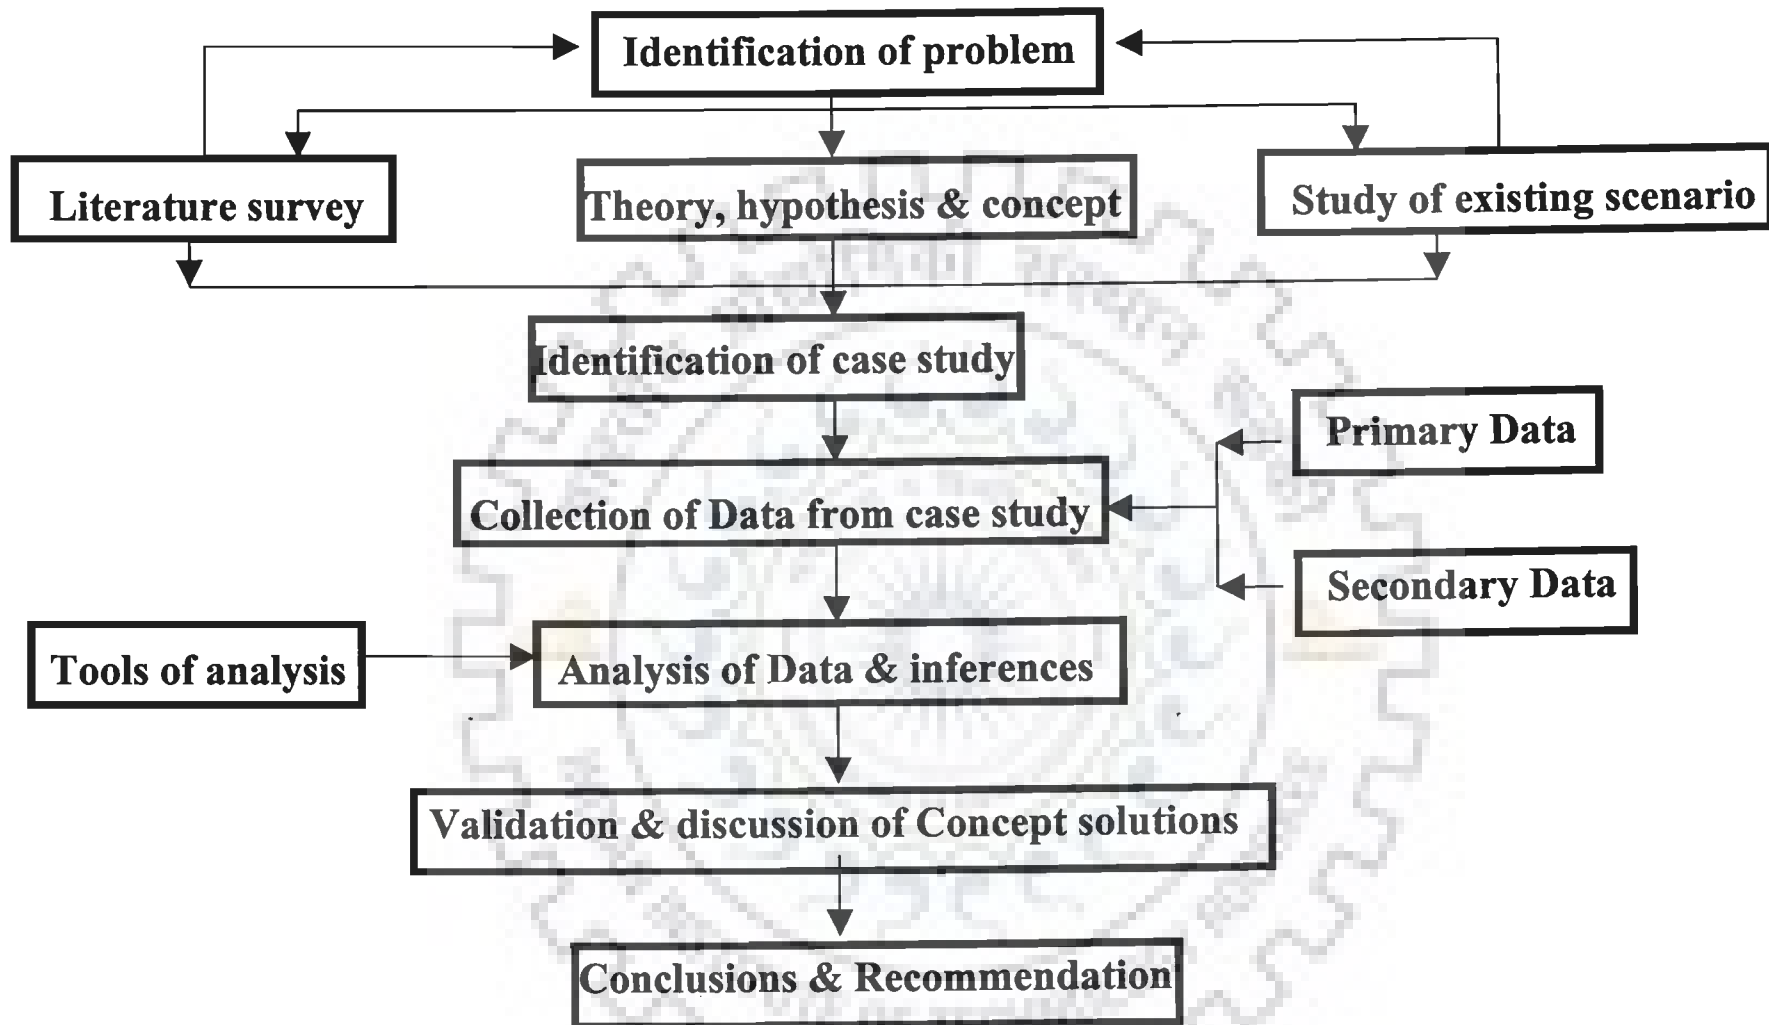 Identification of problem
Literature survey
Theory, hypothesis & concept
Study of existing scenario
Identification of case study
Primary Data
Collection of Data from case study
Secondary Data
Tools of analysis
Analysis of Data & inferences
Validation & discussion of Concept solutions
Conclusions & Recommendation